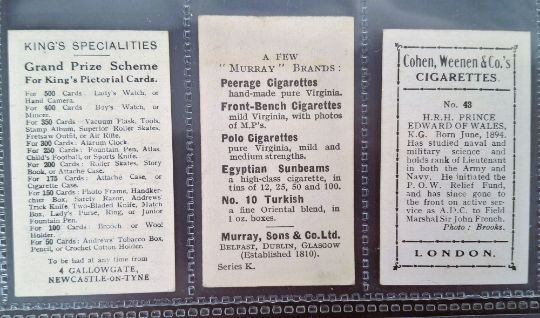 KING'S SPECIALITIES
Grand Prize Scheme
For King's Pictorial Cards.
For 500 Cards: Lady's Watch, or
Hand Camera.
For 400 Cards: Boy's Watch, or
Mincer.
For 350 Cards: Vacuum Flask, Tools,
Stamp Album, Superior Roller Skates,
Fretsaw Outfit, or Air Rifle.
For 300 Cards: Alarum Clock.
For 250 Cards: Fountain Pen, Atlas,
Child's Football, or Sports Knife.
For 200 Cards: Roller Skates, Story
Book, or Attache Case.
For 175 Cards: Attache Case, or
Cigarette Case.
For 150 Cards: Photo Frame, Handker-
chief Box, Safety Razor, Andrews'
Trick Knife, Two-Bladed Knife, Match
Box, Lady's Purse, Ring, or Junior
Fountain Pen.
For 100 Cards: Brooch or Wool
Holder.
For 50 Cards: Andrews' Tobacco Box,
Pencil, or Crochet Cotton Holder.
To be had at any time from
4 GALLOWGATE,
NEWCASTLE-ON-TYNE
A FEW
"MURRAY" BRANDS:
Peerage Cigarettes
hand-made pure Virginia.
Front-Bench Cigarettes
mild Virginia, with photos
of M.P's.
Polo Cigarettes
pure Virginia, mild and
medium strengths.
Egyptian Sunbeams
a high-class cigarette, in
tins of 12, 25, 50 and 100.
No. 10 Turkish
a fine Oriental blend, in
1 oz. boxes.
Murray, Sons & Co. Ltd.
BELFAST, DUBLIN, GLASGOW
(Established 1810).
Series K.
Cohen, Weenen & Co.'s
CIGARETTES.
No. 43
H.R.H. PRINCE
EDWARD OF WALES,
K.G. Born June, 1894.
Has studied naval and
military science and
holds rank of Lieutenant
in both the Army and
Navy. He initiated the
P.O.W. Relief Fund,
and has since gone to
the front on active serv-
ice as A.D.C. to Field
Marshal Sir John French.
Photo: Brooks.
LONDON.